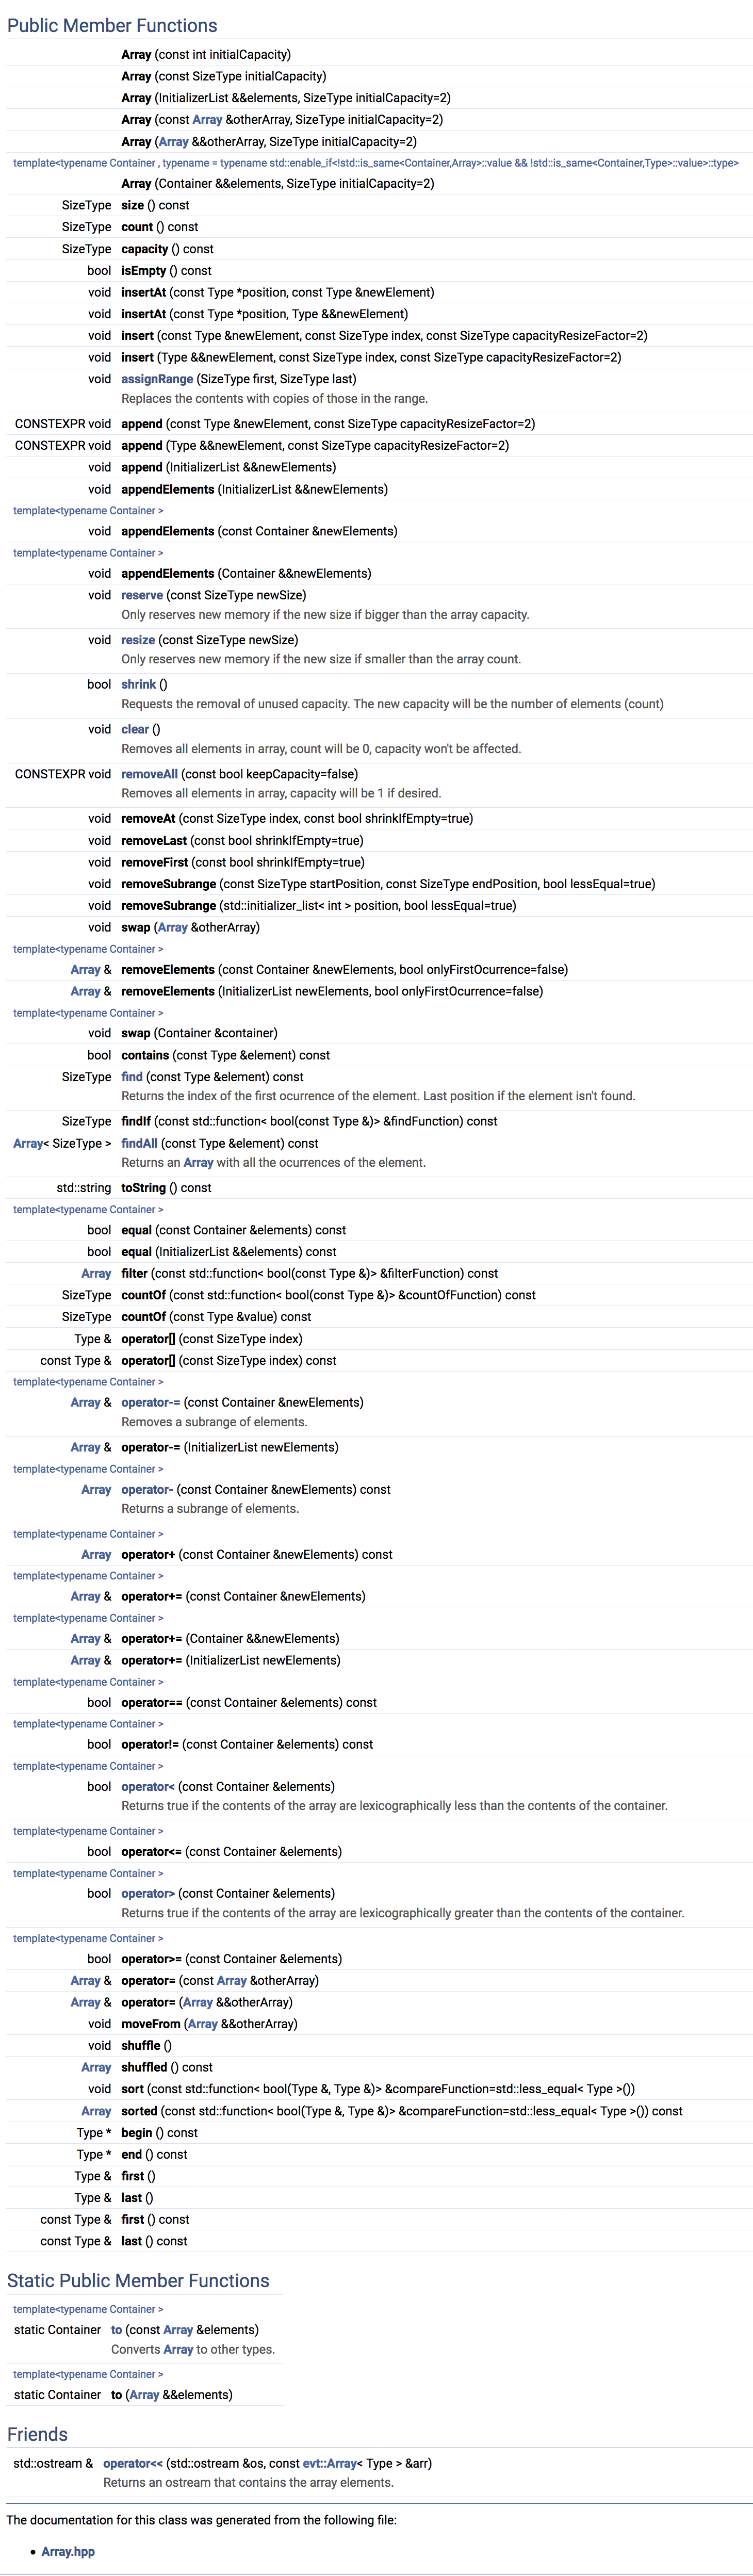 Public Member Functions
Array (const int initialCapacity)
Array (const SizeType initialCapacity)
Array (InitializerList &&elements, SizeType initialCapacity=2)
Array (const Array &otherArray, SizeType initialCapacity=2)
Array (Array &&otherArray, SizeType initialCapacity=2)
template<typename Container , typename = typename std::enable_if<!std::is_same<Container,Array>::value && !std::is_same<Container,Type>::value>::type>
Array (Container &&elements, SizeType initialCapacity=2)
SizeType size () const
SizeType count () const
SizeType capacity () const
bool isEmpty () const
void insertAt (const Type *position, const Type &newElement)
void insertAt (const Type *position, Type &&newElement)
void insert (const Type &newElement, const SizeType index, const SizeType capacityResizeFactor=2)
void insert (Type &&newElement, const SizeType index, const SizeType capacityResizeFactor=2)
void assignRange (SizeType first, SizeType last)
Replaces the contents with copies of those in the range.
CONSTEXPR void append (const Type &newElement, const SizeType capacityResizeFactor=2)
CONSTEXPR void append (Type &&newElement, const SizeType capacityResizeFactor=2)
void append (InitializerList &&newElements)
void appendElements (InitializerList &&newElements)
template<typename Container >
void appendElements (const Container &newElements)
template<typename Container >
void appendElements (Container &&newElements)
void reserve (const SizeType newSize)
Only reserves new memory if the new size if bigger than the array capacity.
void resize (const SizeType newSize)
Only reserves new memory if the new size if smaller than the array count.
bool shrink ()
Requests the removal of unused capacity. The new capacity will be the number of elements (count)
void clear ()
Removes all elements in array, count will be 0, capacity won't be affected.
CONSTEXPR void removeAll (const bool keepCapacity=false)
Removes all elements in array, capacity will be 1 if desired.
void removeAt (const SizeType index, const bool shrinkIfEmpty=true)
void removeLast (const bool shrinkIfEmpty=true)
void removeFirst (const bool shrinkIfEmpty=true)
void removeSubrange (const SizeType startPosition, const SizeType endPosition, bool lessEqual=true)
void removeSubrange (std::initializer_list< int > position, bool lessEqual=true)
void swap (Array &otherArray)
template<typename Container >
Array & removeElements (const Container &newElements, bool onlyFirstOcurrence=false)
Array & removeElements (InitializerList newElements, bool onlyFirstOcurrence=false)
template<typename Container >
void swap (Container &container)
bool contains (const Type &element) const
SizeType find (const Type &element) const
Returns the index of the first ocurrence of the element. Last position if the element isn't found.
SizeType findIf (const std::function< bool(const Type &)> &findFunction) const
Array< SizeType > findAll (const Type &element) const
Returns an Array with all the ocurrences of the element.
std::string toString () const
template<typename Container >
bool equal (const Container &elements) const
bool equal (InitializerList &&elements) const
Array filter (const std::function< bool(const Type &)> &filterFunction) const
SizeType countOf (const std::function< bool(const Type &)> &countOfFunction) const
SizeType countOf (const Type &value) const
Type & operator[] (const SizeType index)
const Type & operator[] (const SizeType index) const
template<typename Container >
Array & operator-= (const Container &newElements)
Removes a subrange of elements.
Array & operator-= (InitializerList newElements)
template<typename Container >
Array operator- (const Container &newElements) const
Returns a subrange of elements.
template<typename Container >
Array operator+ (const Container &newElements) const
template<typename Container >
Array & operator+= (const Container &newElements)
template<typename Container >
Array & operator+= (Container &&newElements)
Array & operator+= (InitializerList newElements)
template<typename Container >
bool operator== (const Container &elements) const
template<typename Container >
bool operator!= (const Container &elements) const
template<typename Container >
bool operator< (const Container &elements)
Returns true if the contents of the array are lexicographically less than the contents of the container.
template<typename Container >
bool operator<= (const Container &elements)
template<typename Container >
bool operator> (const Container &elements)
Returns true if the contents of the array are lexicographically greater than the contents of the container.
template<typename Container >
bool operator>= (const Container &elements)
Array & operator= (const Array &otherArray)
Array & operator= (Array &&otherArray)
void moveFrom (Array &&otherArray)
void shuffle ()
Array shuffled () const
void sort (const std::function< bool(Type &, Type &)> &compareFunction=std::less_equal< Type >())
Array sorted (const std::function< bool(Type &, Type &)> &compareFunction=std::less_equal< Type >()) const
Type * begin () const
Type * end () const
Type & first ()
Type & last ()
const Type & first () const
const Type & last () const
Static Public Member Functions
template<typename Container >
static Container to (const Array &elements)
Converts Array to other types.
template<typename Container >
static Container to (Array &&elements)
Friends
std::ostream & operator<< (std::ostream &os, const evt::Array< Type > &arr)
Returns an ostream that contains the array elements.
The documentation for this class was generated from the following file:
• Array.hpp